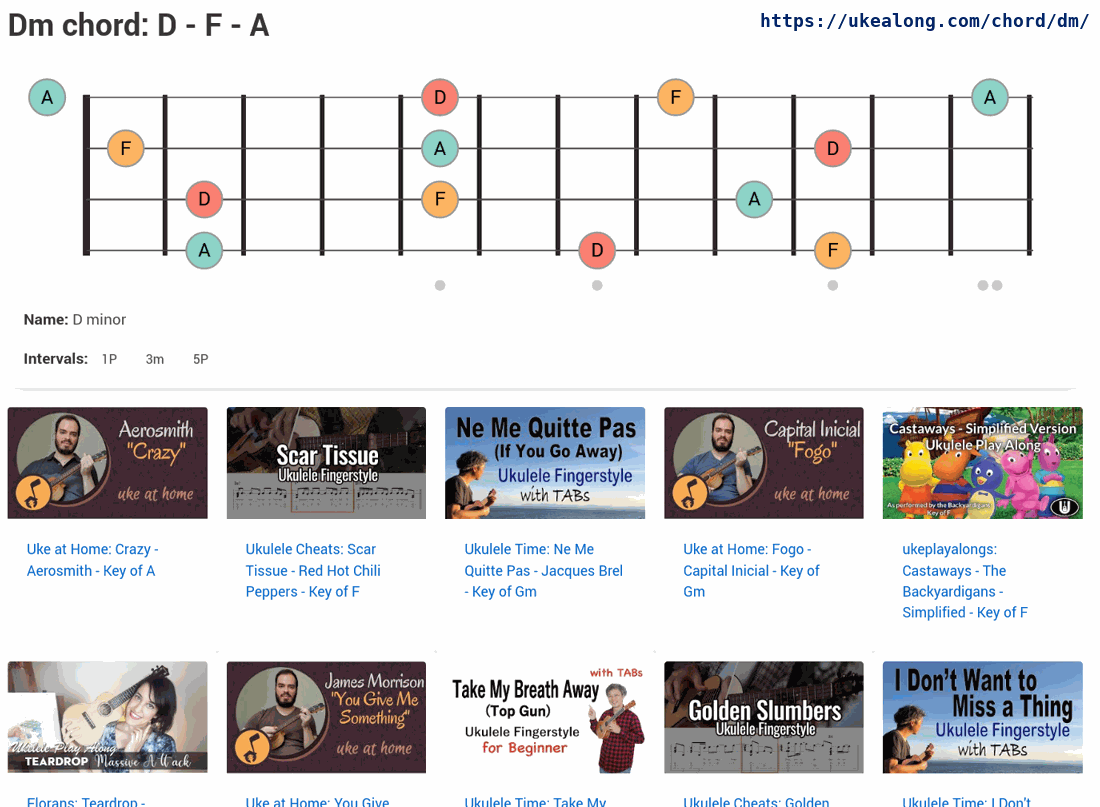 Dm chord: D - F - A
https://ukealong.com/chord/dm/
A D F A
F A D
D F A
A D F
Name: D minor
Intervals: 1P 3m 5P
Aerosmith
"Crazy"
uke at home
Scar Tissue
Ukulele Fingerstyle
Ne Me Quitte Pas
(If You Go Away)
Ukulele Fingerstyle
with TABs
Capital Inicial
"Fogo"
uke at home
Castaways - Simplified Version
Ukulele Play Along
As performed by the Backyardigans
Key of F
Uke at Home: Crazy -
Aerosmith - Key of A
Ukulele Cheats: Scar
Tissue - Red Hot Chili
Peppers - Key of F
Ukulele Time: Ne Me
Quitte Pas - Jacques Brel
- Key of Gm
Uke at Home: Fogo -
Capital Inicial - Key of
Gm
ukeplayalongs:
Castaways - The
Backyardigans -
Simplified - Key of F
Ukulele Play Along
TEARDROP Massive Attack
James Morrison
"You Give Me
Something"
uke at home
with TABs
Take My Breath Away
(Top Gun)
Ukulele Fingerstyle
for Beginner
Golden Slumbers
Ukulele Fingerstyle
I Don't Want to
Miss a Thing
Ukulele Fingerstyle
with TABs
Florans: Teardrop -
Uke at Home: You Give
Ukulele Time: Take My
Ukulele Cheats: Golden
Ukulele Time: I Don't